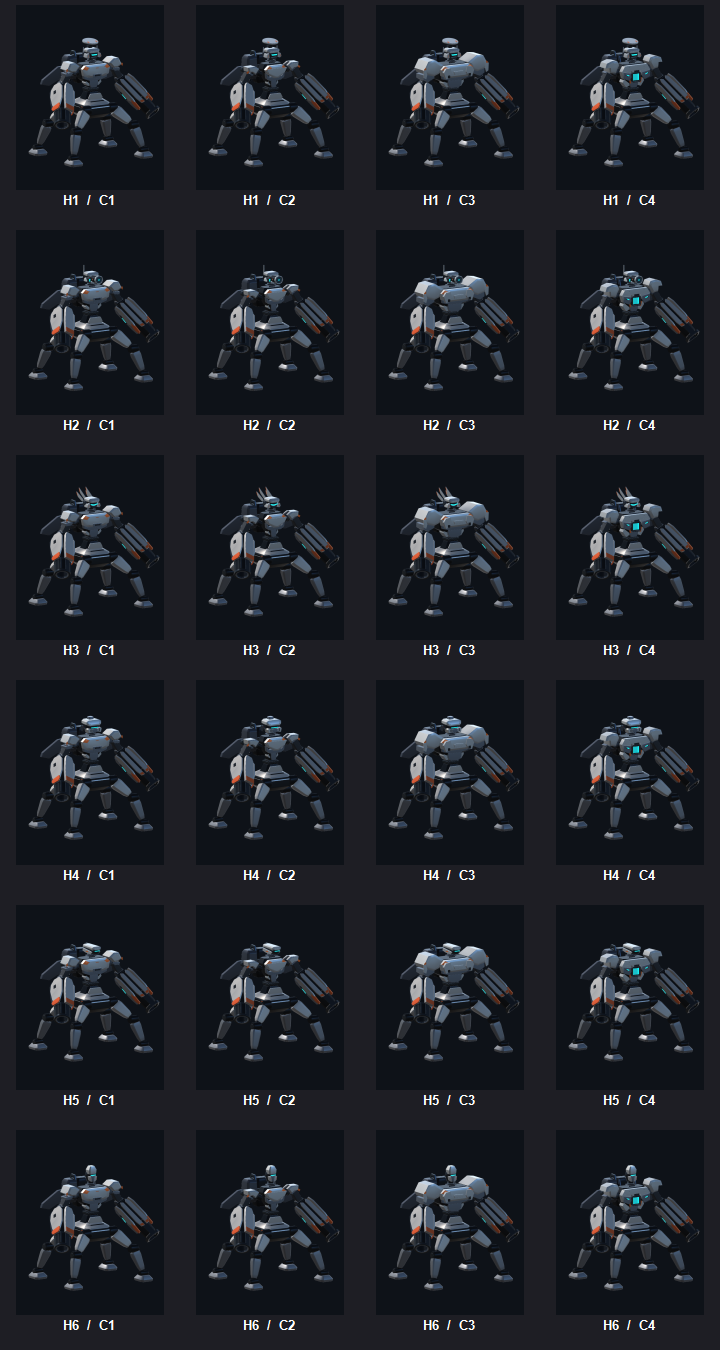 H1 / C1 H1 / C2 H1 / C3 H1 / C4
H2 / C1 H2 / C2 H2 / C3 H2 / C4
H3 / C1 H3 / C2 H3 / C3 H3 / C4
H4 / C1 H4 / C2 H4 / C3 H4 / C4
H5 / C1 H5 / C2 H5 / C3 H5 / C4
H6 / C1 H6 / C2 H6 / C3 H6 / C4